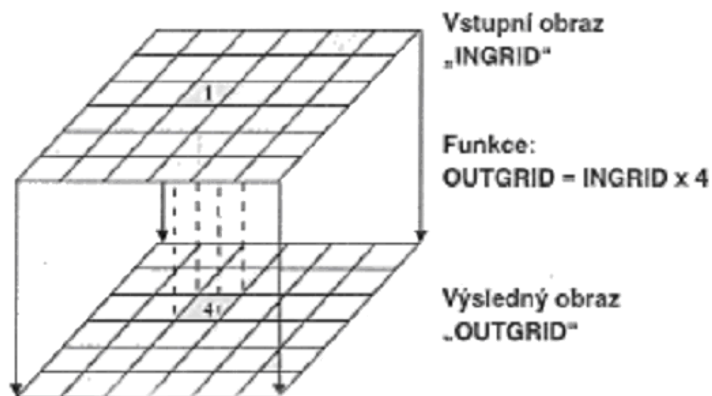 Vstupní obraz
„INGRID“
1
Funkce:
OUTGRID = INGRID x 4
Výsledný obraz
„OUTGRID“
4